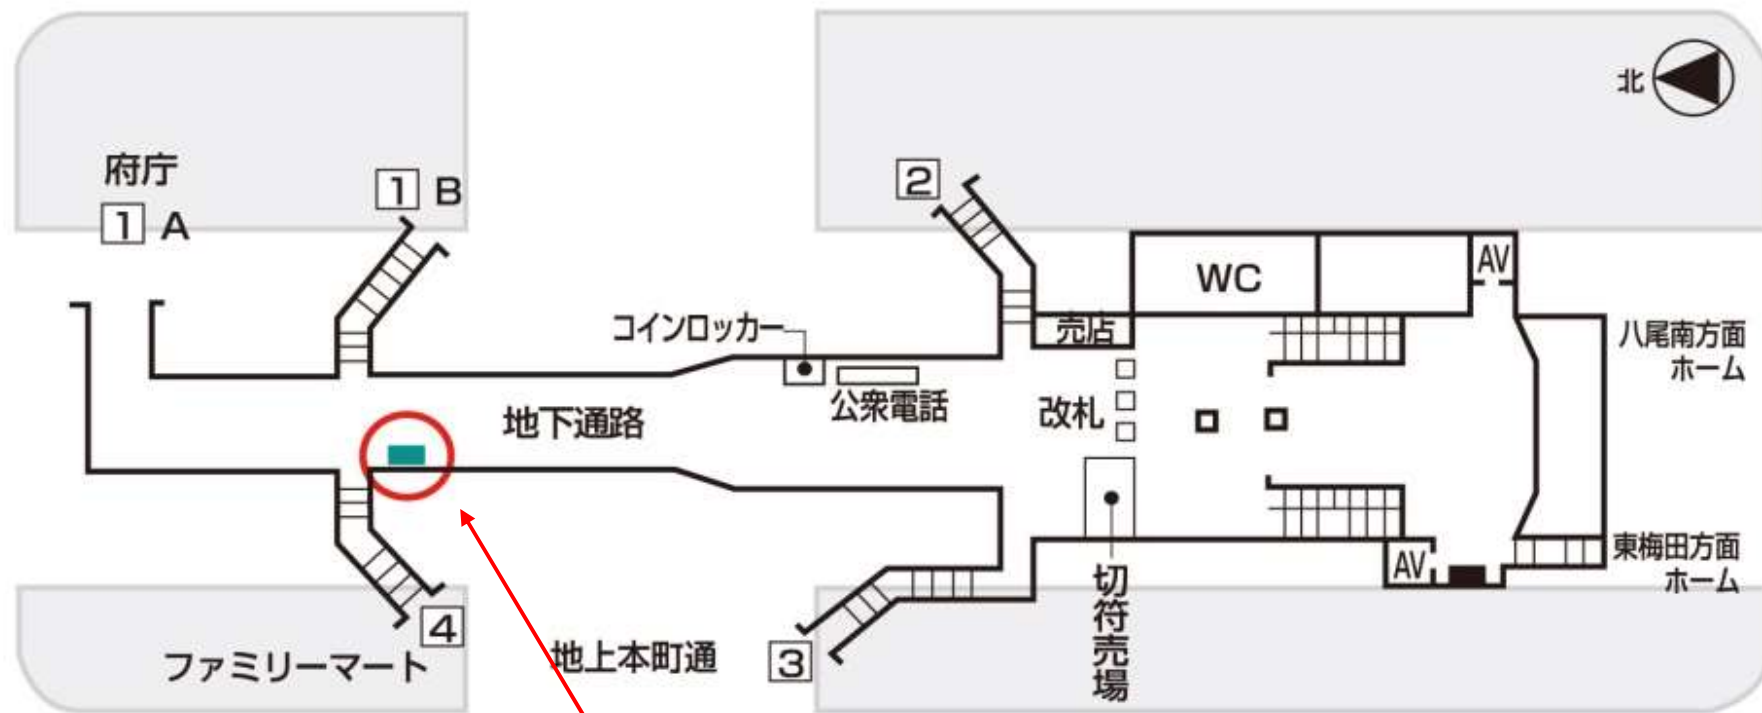 北
府庁
1 A
1 B
2
WC
AV
コインロッカー
売店
八尾南方面
ホーム
公衆電話
改札
地下通路
東梅田方面
ホーム
AV
切符売場
4
地上本町通
3
ファミリーマート